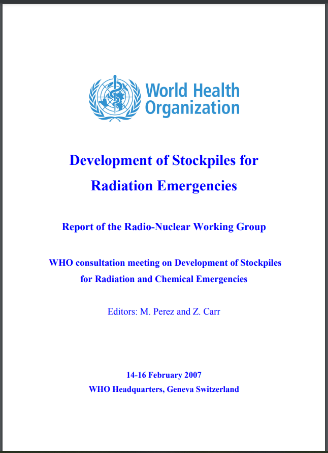 World Health
Organization
Development of Stockpiles for
Radiation Emergencies
Report of the Radio-Nuclear Working Group
WHO consultation meeting on Development of Stockpiles
for Radiation and Chemical Emergencies
Editors: M. Perez and Z. Carr
14-16 February 2007
WHO Headquarters, Geneva Switzerland